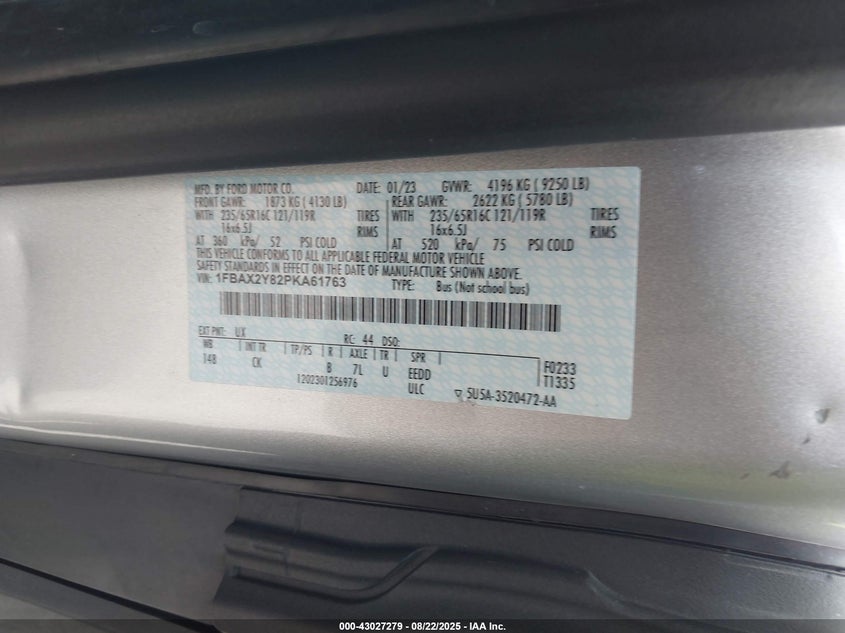 MFD. BY FORD MOTOR CO. DATE: 01/23 GVWR: 4196 KG ( 9250 LB)
FRONT GAWR: 1873 KG ( 4130 LB) REAR GAWR: 2622 KG ( 5780 LB)
WITH 235/65R16C 121/119R TIRES WITH 235/65R16C 121/119R TIRES
16x6.5J RIMS 16x6.5J RIMS
AT 360 kPa/ 52 PSI COLD AT 520 kPa/ 75 PSI COLD
THIS VEHICLE CONFORMS TO ALL APPLICABLE FEDERAL MOTOR VEHICLE
SAFETY STANDARDS IN EFFECT ON THE DATE OF MANUFACTURE SHOWN ABOVE.
VIN: 1FBAX2Y82PKA61763 TYPE: Bus (Not school bus)
EXT PNT: UX RC: 44 DSO:
WB INT TR TP/PS R AXLE TR SPR
148 CK B 7L U EEDD F0233
1202301256976 ULC T1335
5USA-3520472-AA
000-43027279 - 08/22/2025 - IAA Inc.